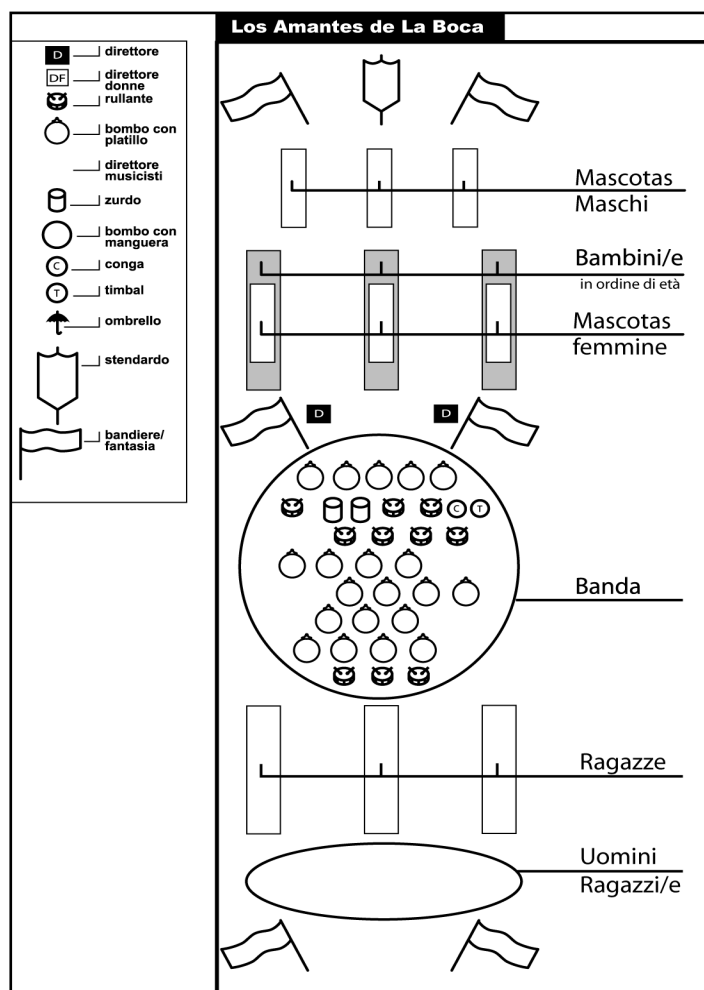 Los Amantes de La Boca
D
direttore
DF
direttore
donne
rullante
bombo con
platillo
direttore
musicisti
zurdo
bombo con
manguera
C
conga
T
timbal
ombrello
stendardo
bandiere/
fantasia
Mascotas
Maschi
Bambini/e
in ordine di età
Mascotas
femmine
D D
C T
Banda
Ragazze
Uomini
Ragazzi/e